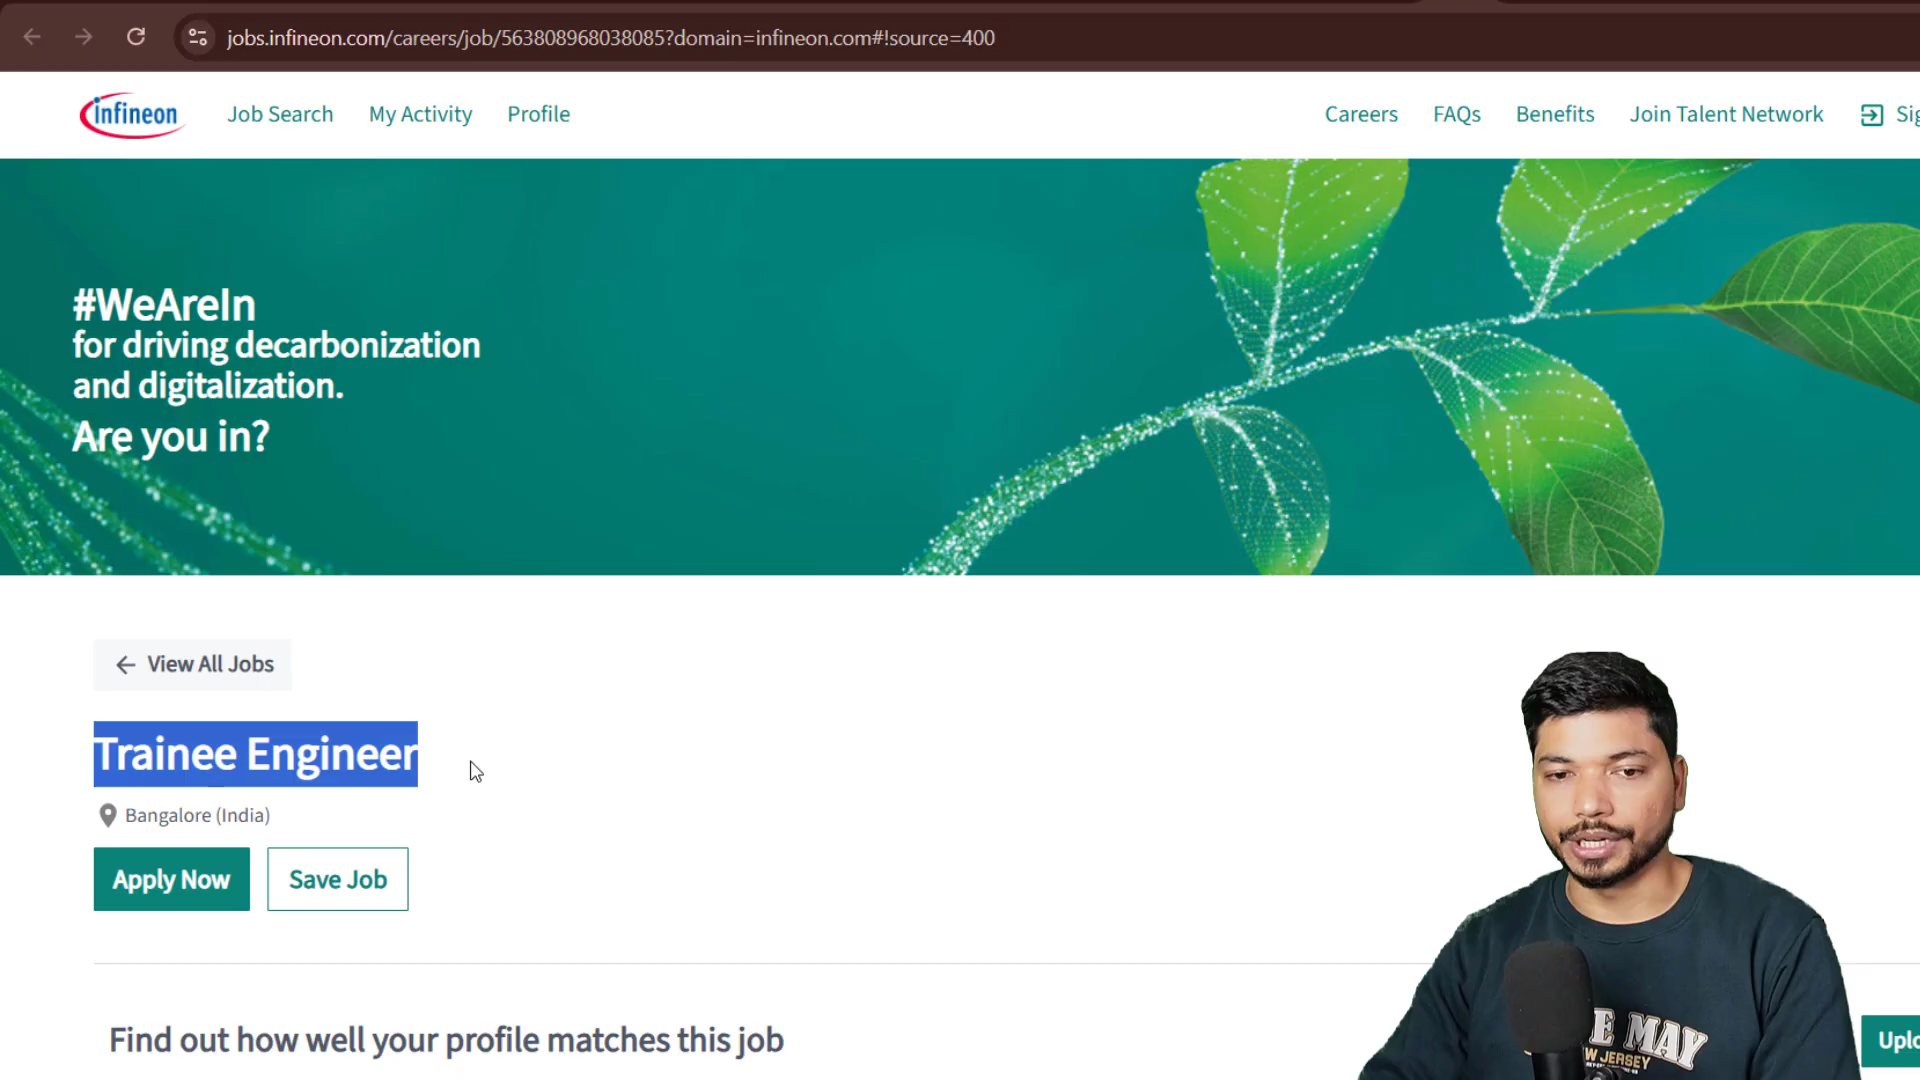 jobs.infineon.com/careers/job/563808968038085?domain=infineon.com#!source=400
infineon
Job Search
My Activity
Profile
Careers
FAQs
Benefits
Join Talent Network
#WeAreIn
for driving decarbonization
and digitalization.
Are you in?
View All Jobs
Trainee Engineer
Bangalore (India)
Apply Now
Save Job
Find out how well your profile matches this job
MAY
JERSEY